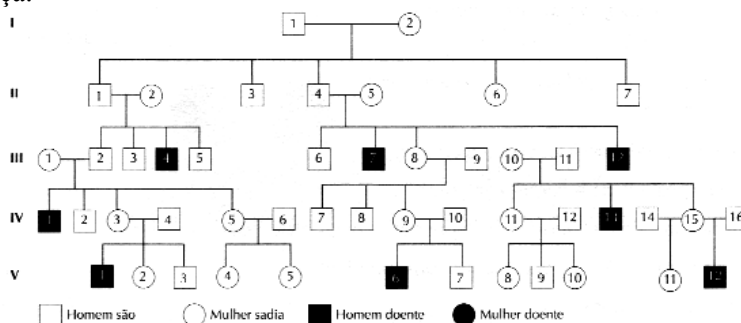 I 1 2
II 1 2 3 4 5 6 7
III 1 2 3 4 5 6 7 8 9 10 11 12
IV 1 2 3 4 5 6 7 8 9 10 11 12 13 14 15 16
V 1 2 3 4 5 6 7 8 9 10 11 12
Homem são Mulher sadia Homem doente Mulher doente